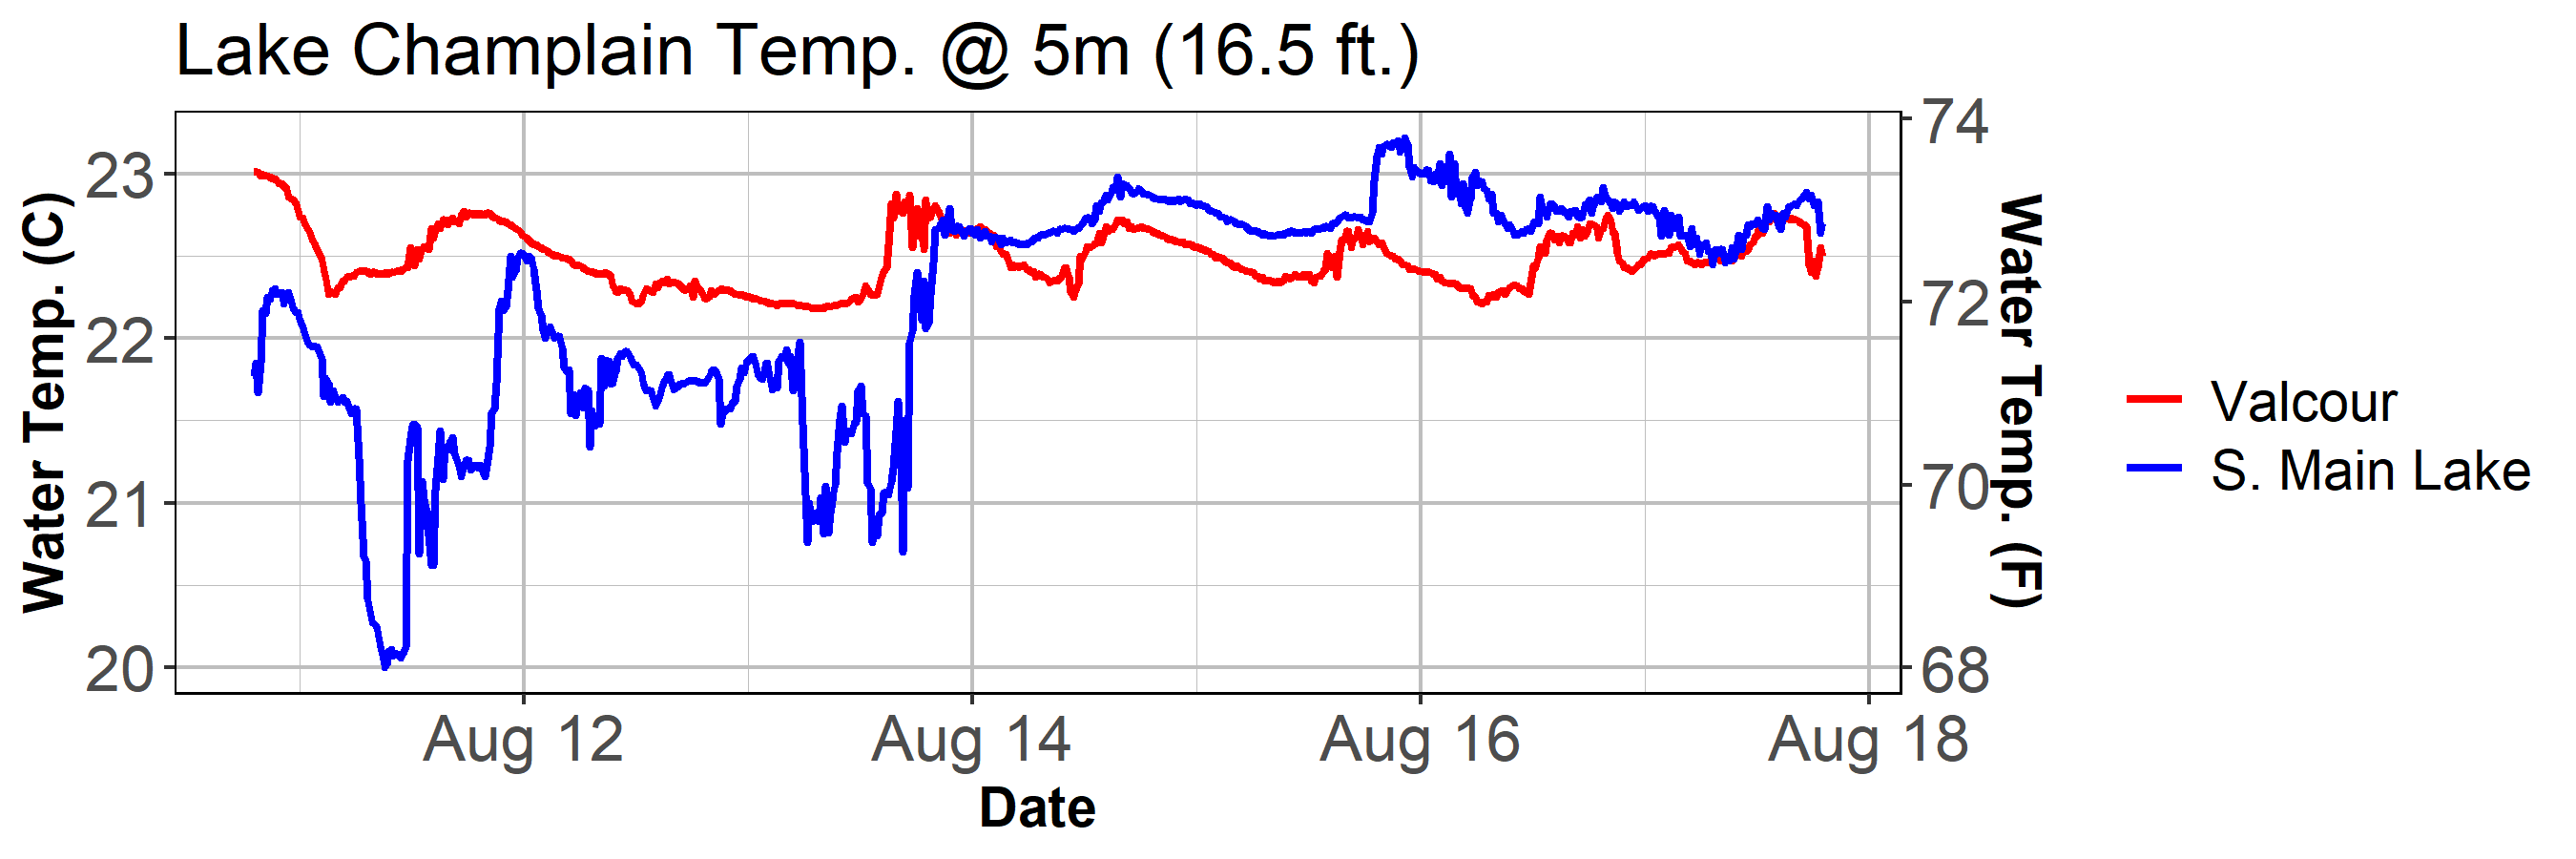 Lake Champlain Temp. @ 5m (16.5 ft.)
Water Temp. (C)
23
22
21
20
74
72
70
68
Water Temp. (F)
Aug 12
Aug 14
Aug 16
Aug 18
Date
Valcour
S. Main Lake